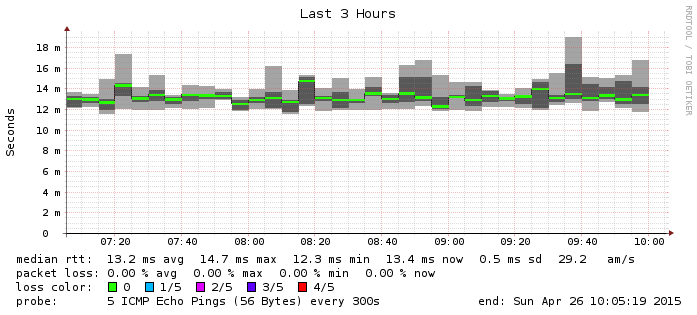 Last 3 Hours
RRDTOOL / TOBI OETIKER
Seconds
18 m
16 m
14 m
12 m
10 m
8 m
6 m
4 m
2 m
0
07:20 07:40 08:00 08:20 08:40 09:00 09:20 09:40 10:00
median rtt: 13.2 ms avg 14.7 ms max 12.3 ms min 13.4 ms now 0.5 ms sd 29.2 am/s
packet loss: 0.00 % avg 0.00 % max 0.00 % min 0.00 % now
loss color: 0 1/5 2/5 3/5 4/5
probe: 5 ICMP Echo Pings (56 Bytes) every 300s end: Sun Apr 26 10:05:19 2015